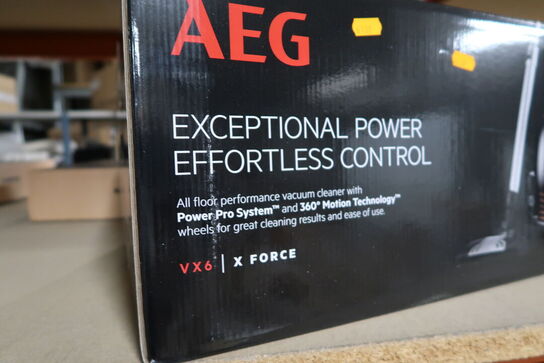 AEG
EXCEPTIONAL POWER
EFFORTLESS CONTROL
All floor performance vacuum cleaner with
Power Pro System™ and 360° Motion Technology™
wheels for great cleaning results and ease of use.
VX6 | X FORCE